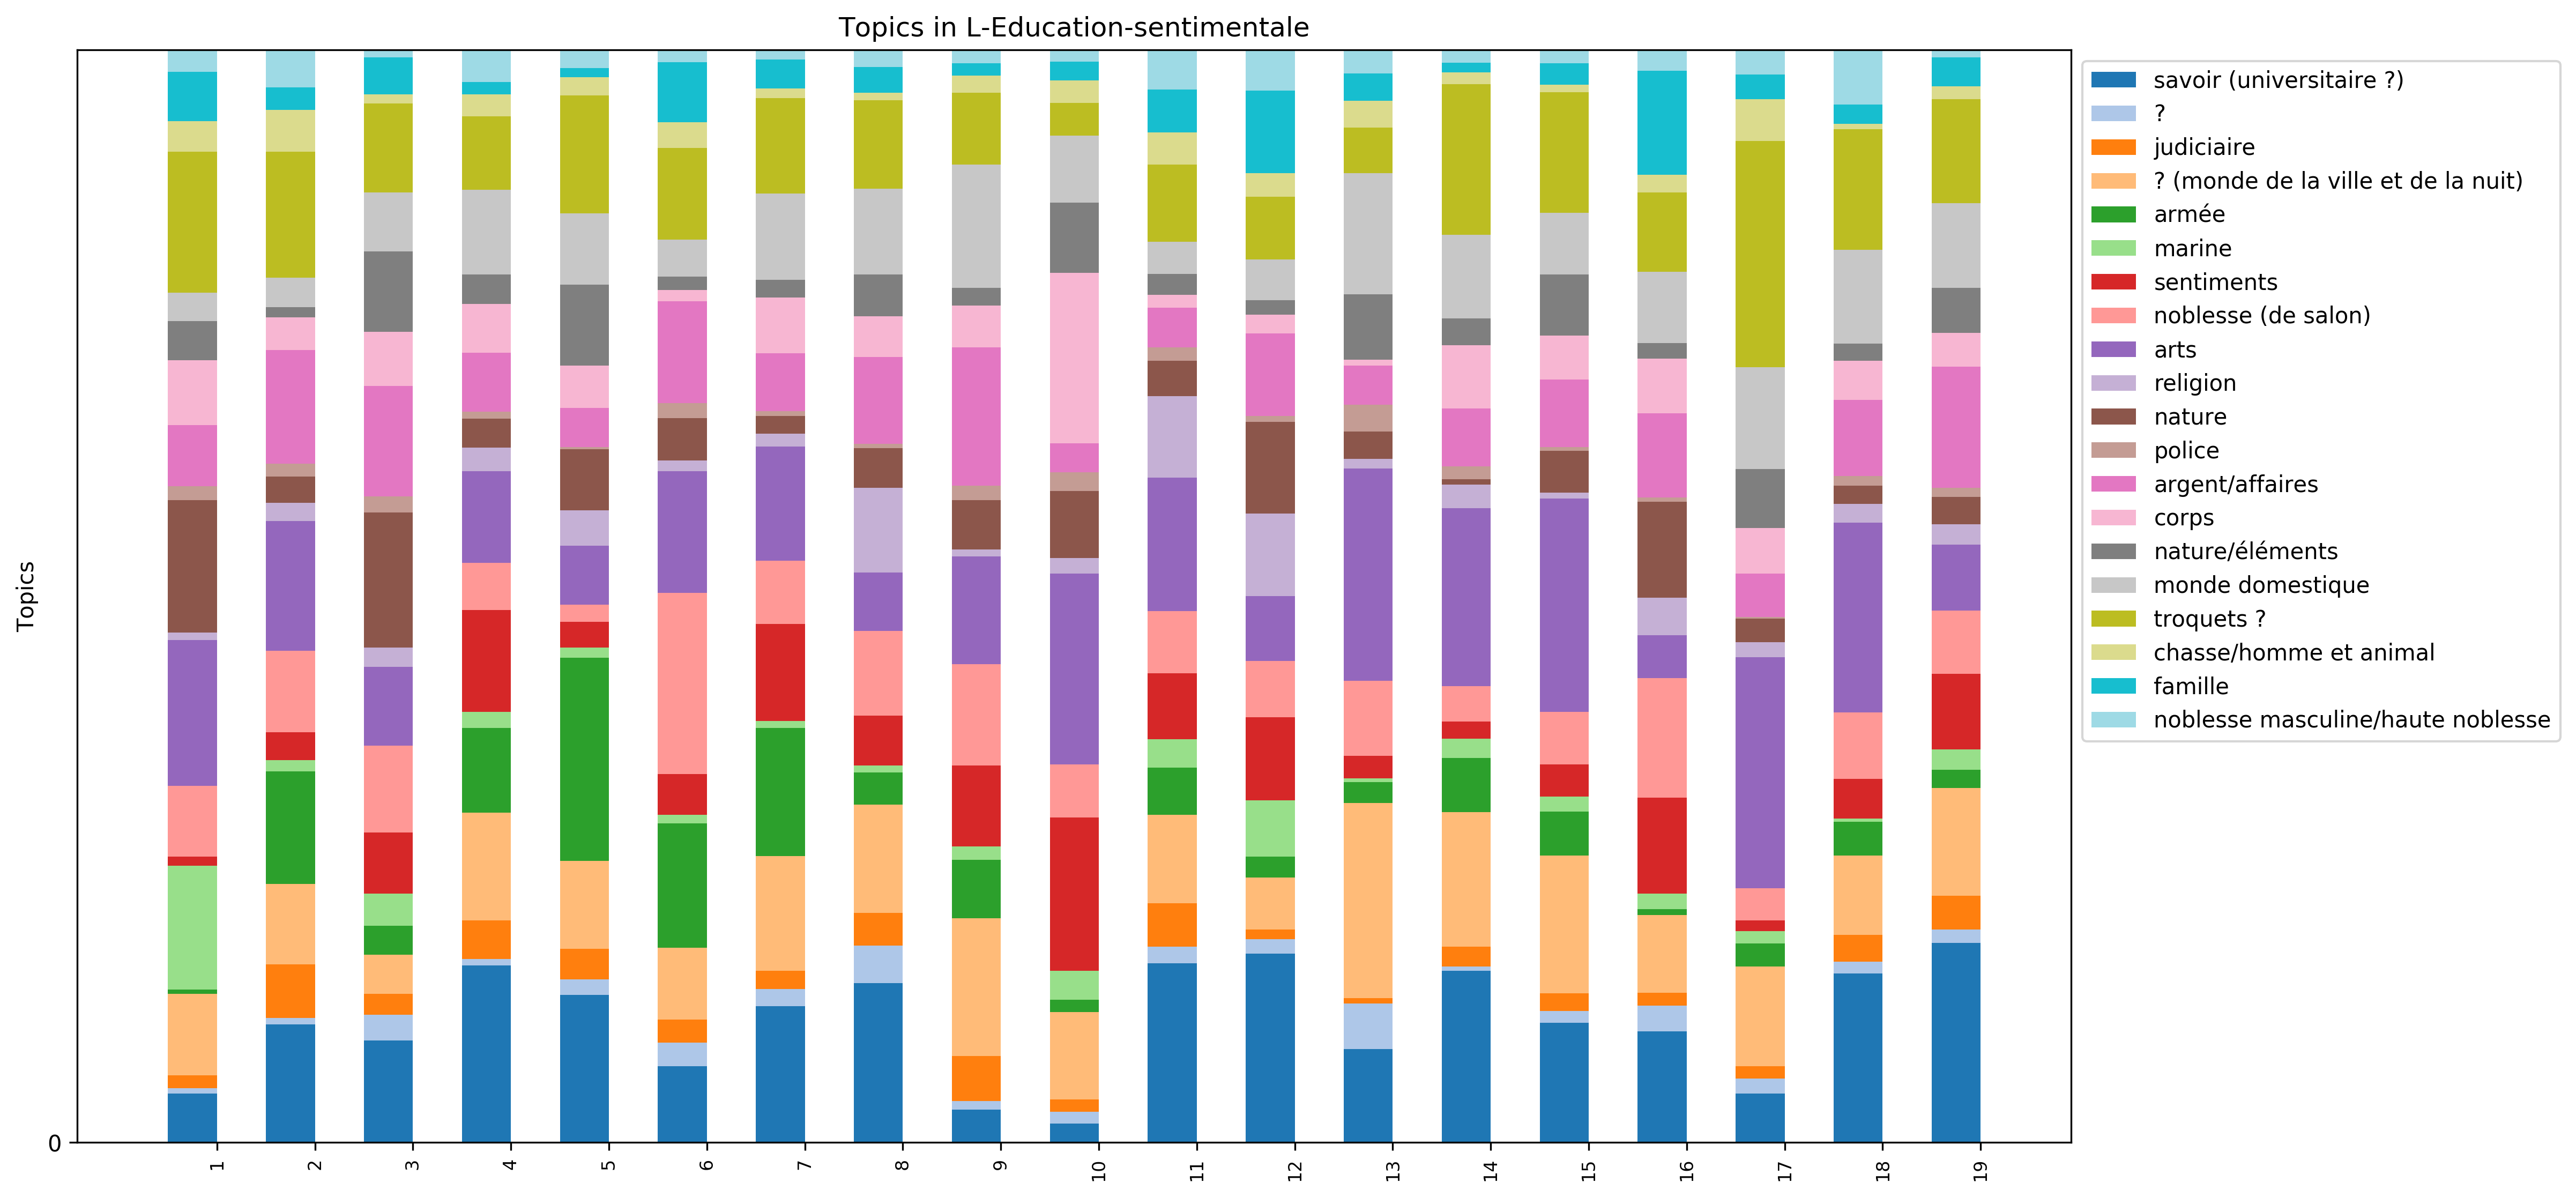 Topics in L-Education-sentimentale
Topics
0
1
2
3
4
5
6
7
8
9
10
11
12
13
14
15
16
17
18
19
savoir (universitaire ?)
?
judiciaire
? (monde de la ville et de la nuit)
armée
marine
sentiments
noblesse (de salon)
arts
religion
nature
police
argent/affaires
corps
nature/éléments
monde domestique
troquets ?
chasse/homme et animal
famille
noblesse masculine/haute noblesse